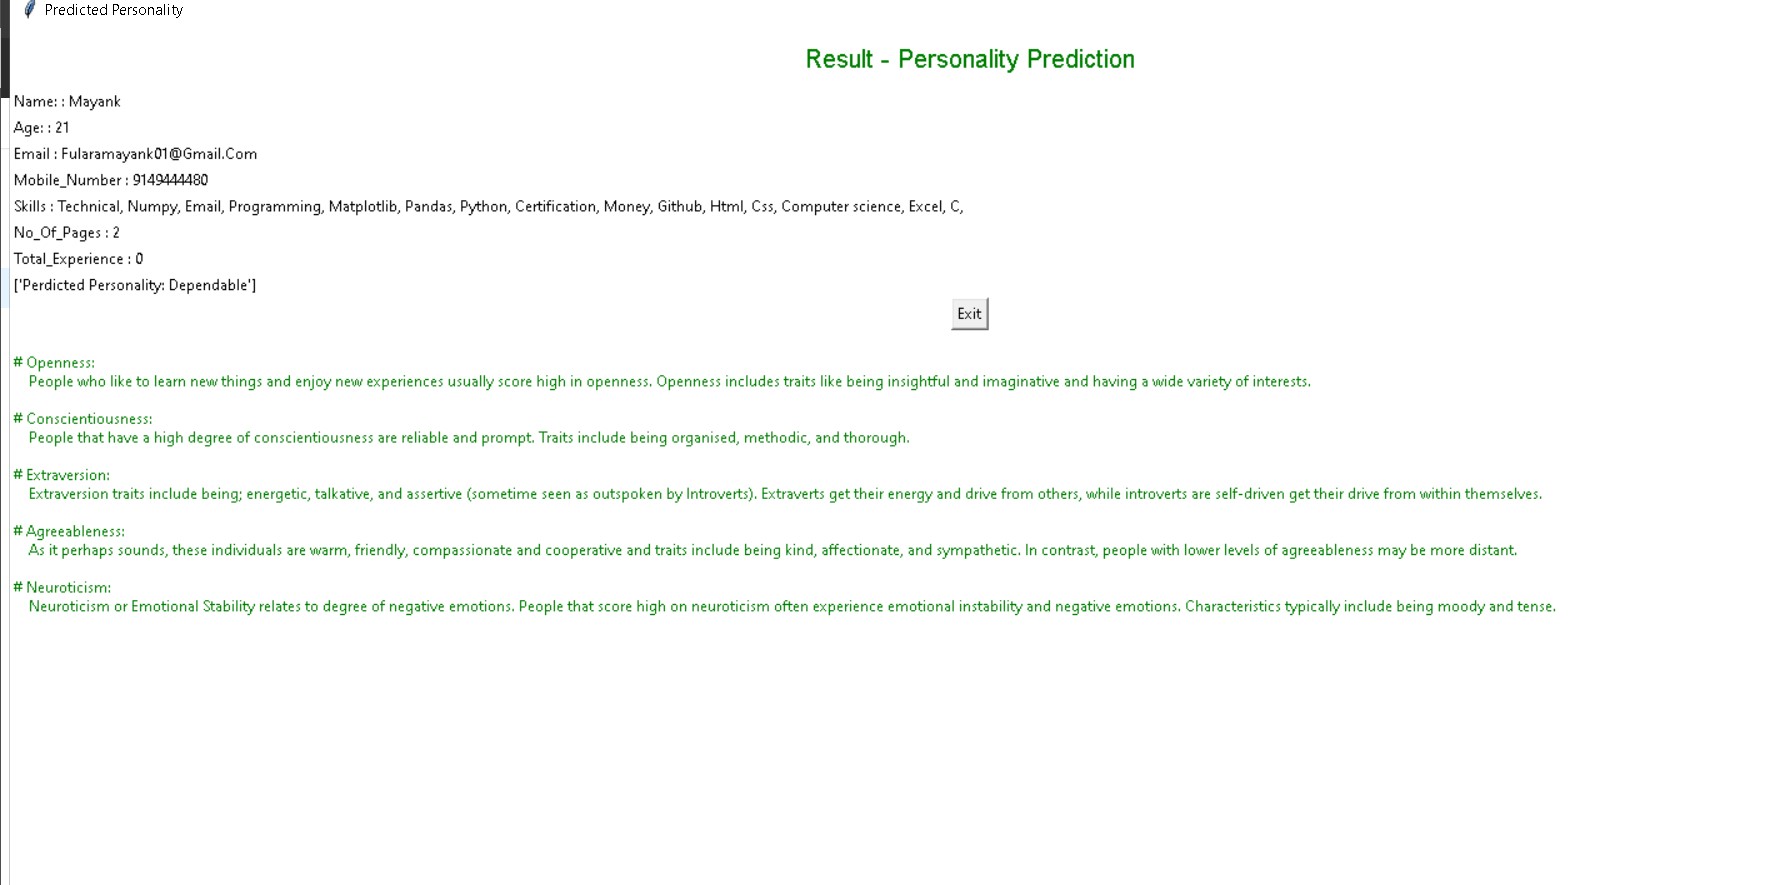 Predicted Personality
Result - Personality Prediction
Name: : Mayank
Age: : 21
Email : Fularamayank01@Gmail.Com
Mobile_Number : 9149444480
Skills : Technical, Numpy, Email, Programming, Matplotlib, Pandas, Python, Certification, Money, Github, Html, Css, Computer science, Excel, C,
No_Of_Pages : 2
Total_Experience : 0
['Perdicted Personality: Dependable']
Exit
# Openness:
People who like to learn new things and enjoy new experiences usually score high in openness. Openness includes traits like being insightful and imaginative and having a wide variety of interests.
# Conscientiousness:
People that have a high degree of conscientiousness are reliable and prompt. Traits include being organised, methodic, and thorough.
# Extraversion:
Extraversion traits include being; energetic, talkative, and assertive (sometime seen as outspoken by Introverts). Extraverts get their energy and drive from others, while introverts are self-driven get their drive from within themselves.
# Agreeableness:
As it perhaps sounds, these individuals are warm, friendly, compassionate and cooperative and traits include being kind, affectionate, and sympathetic. In contrast, people with lower levels of agreeableness may be more distant.
# Neuroticism:
Neuroticism or Emotional Stability relates to degree of negative emotions. People that score high on neuroticism often experience emotional instability and negative emotions. Characteristics typically include being moody and tense.